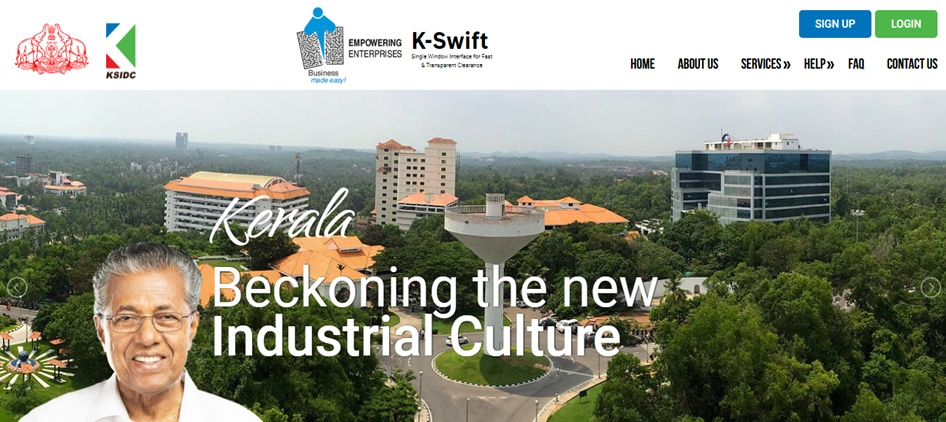 KSIDC
EMPOWERING
ENTERPRISES
Business
made easy!
K-Swift
Single Window Interface for Fast
& Transparent Clearance
SIGN UP LOGIN
HOME ABOUT US SERVICES » HELP » FAQ CONTACT US
Kerala
Beckoning the new
Industrial Culture